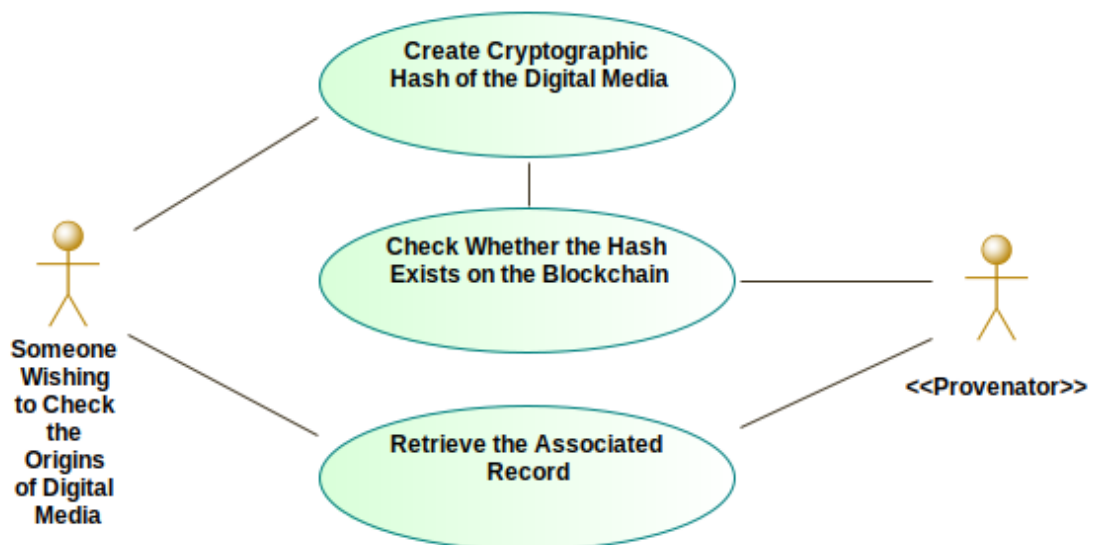 Create Cryptographic
Hash of the Digital Media
Check Whether the Hash
Exists on the Blockchain
Someone
Wishing
to Check
the
Origins
of Digital
Media
<<Provenator>>
Retrieve the Associated
Record